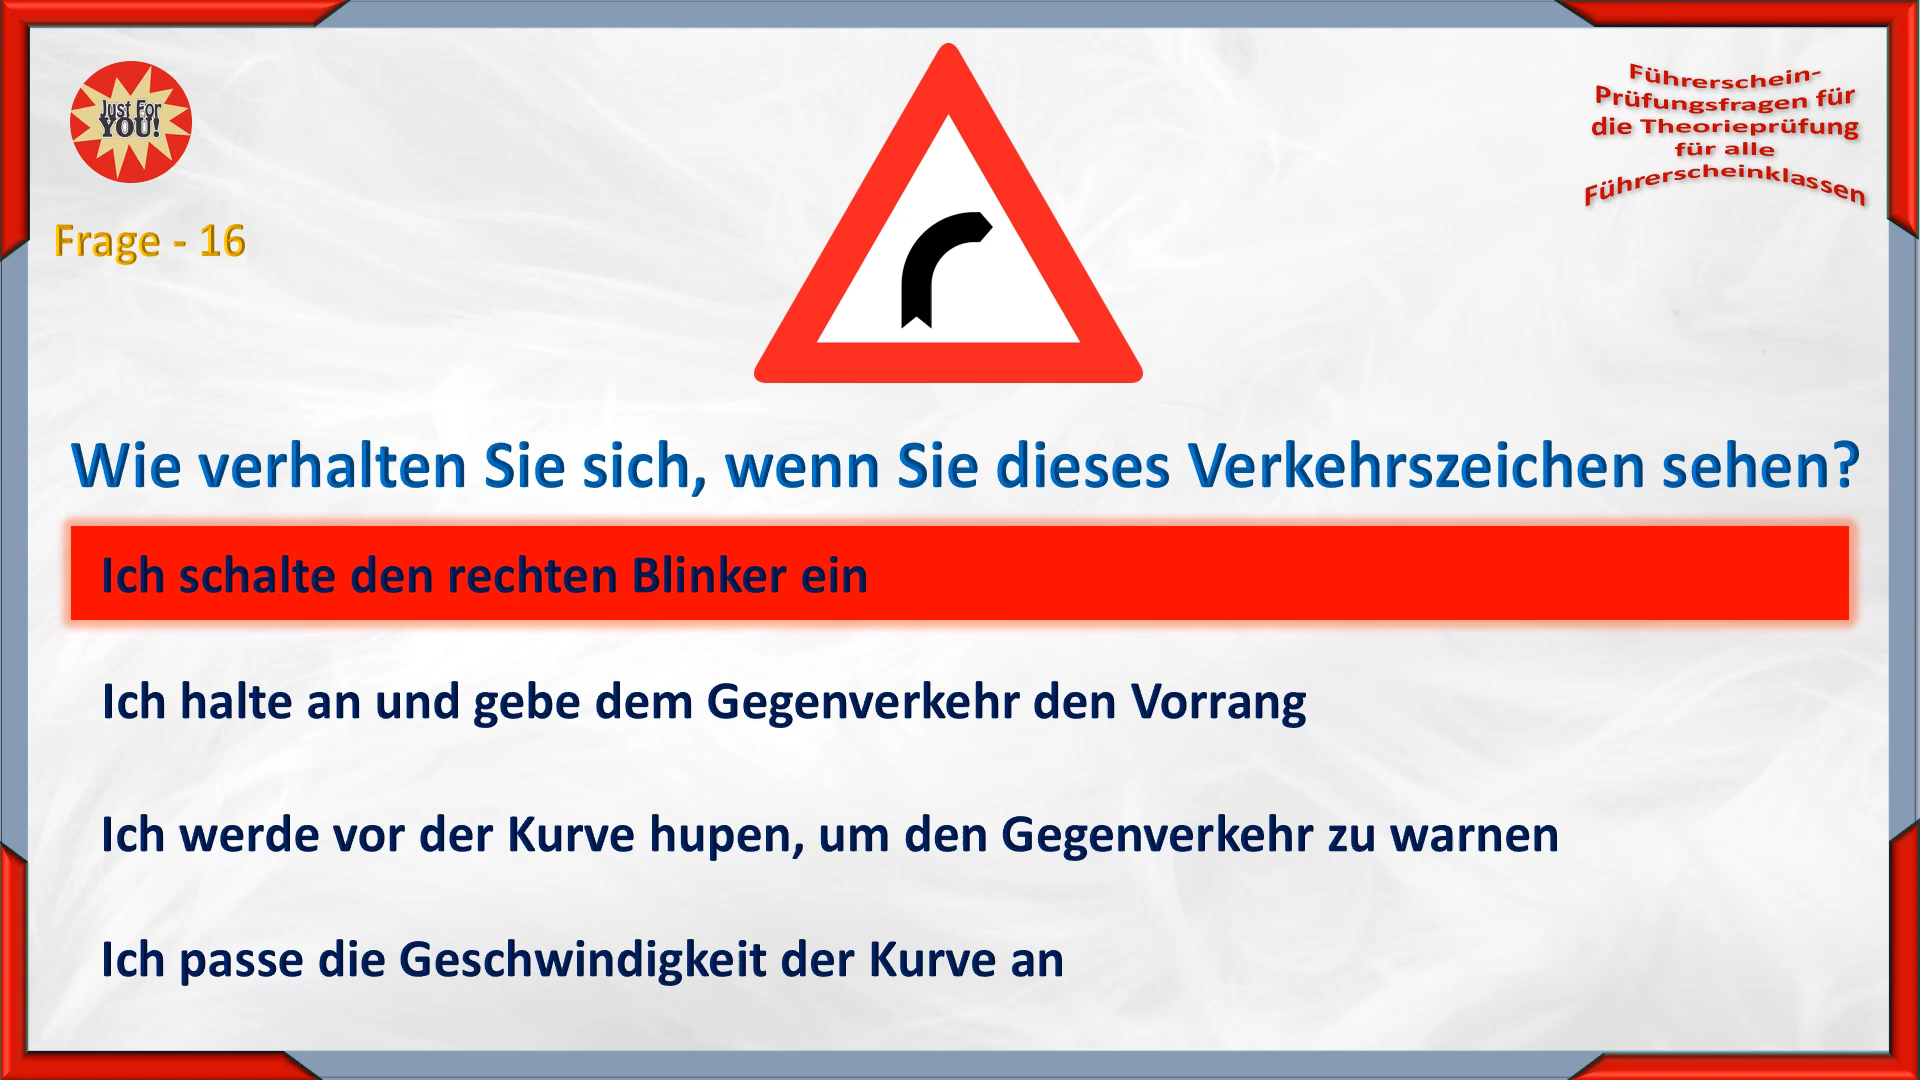 Just For
YOU!
Führerschein-
Prüfungsfragen für
die Theorieprüfung
für alle
Führerscheinklassen
Frage - 16
Wie verhalten Sie sich, wenn Sie dieses Verkehrszeichen sehen?
Ich schalte den rechten Blinker ein
Ich halte an und gebe dem Gegenverkehr den Vorrang
Ich werde vor der Kurve hupen, um den Gegenverkehr zu warnen
Ich passe die Geschwindigkeit der Kurve an